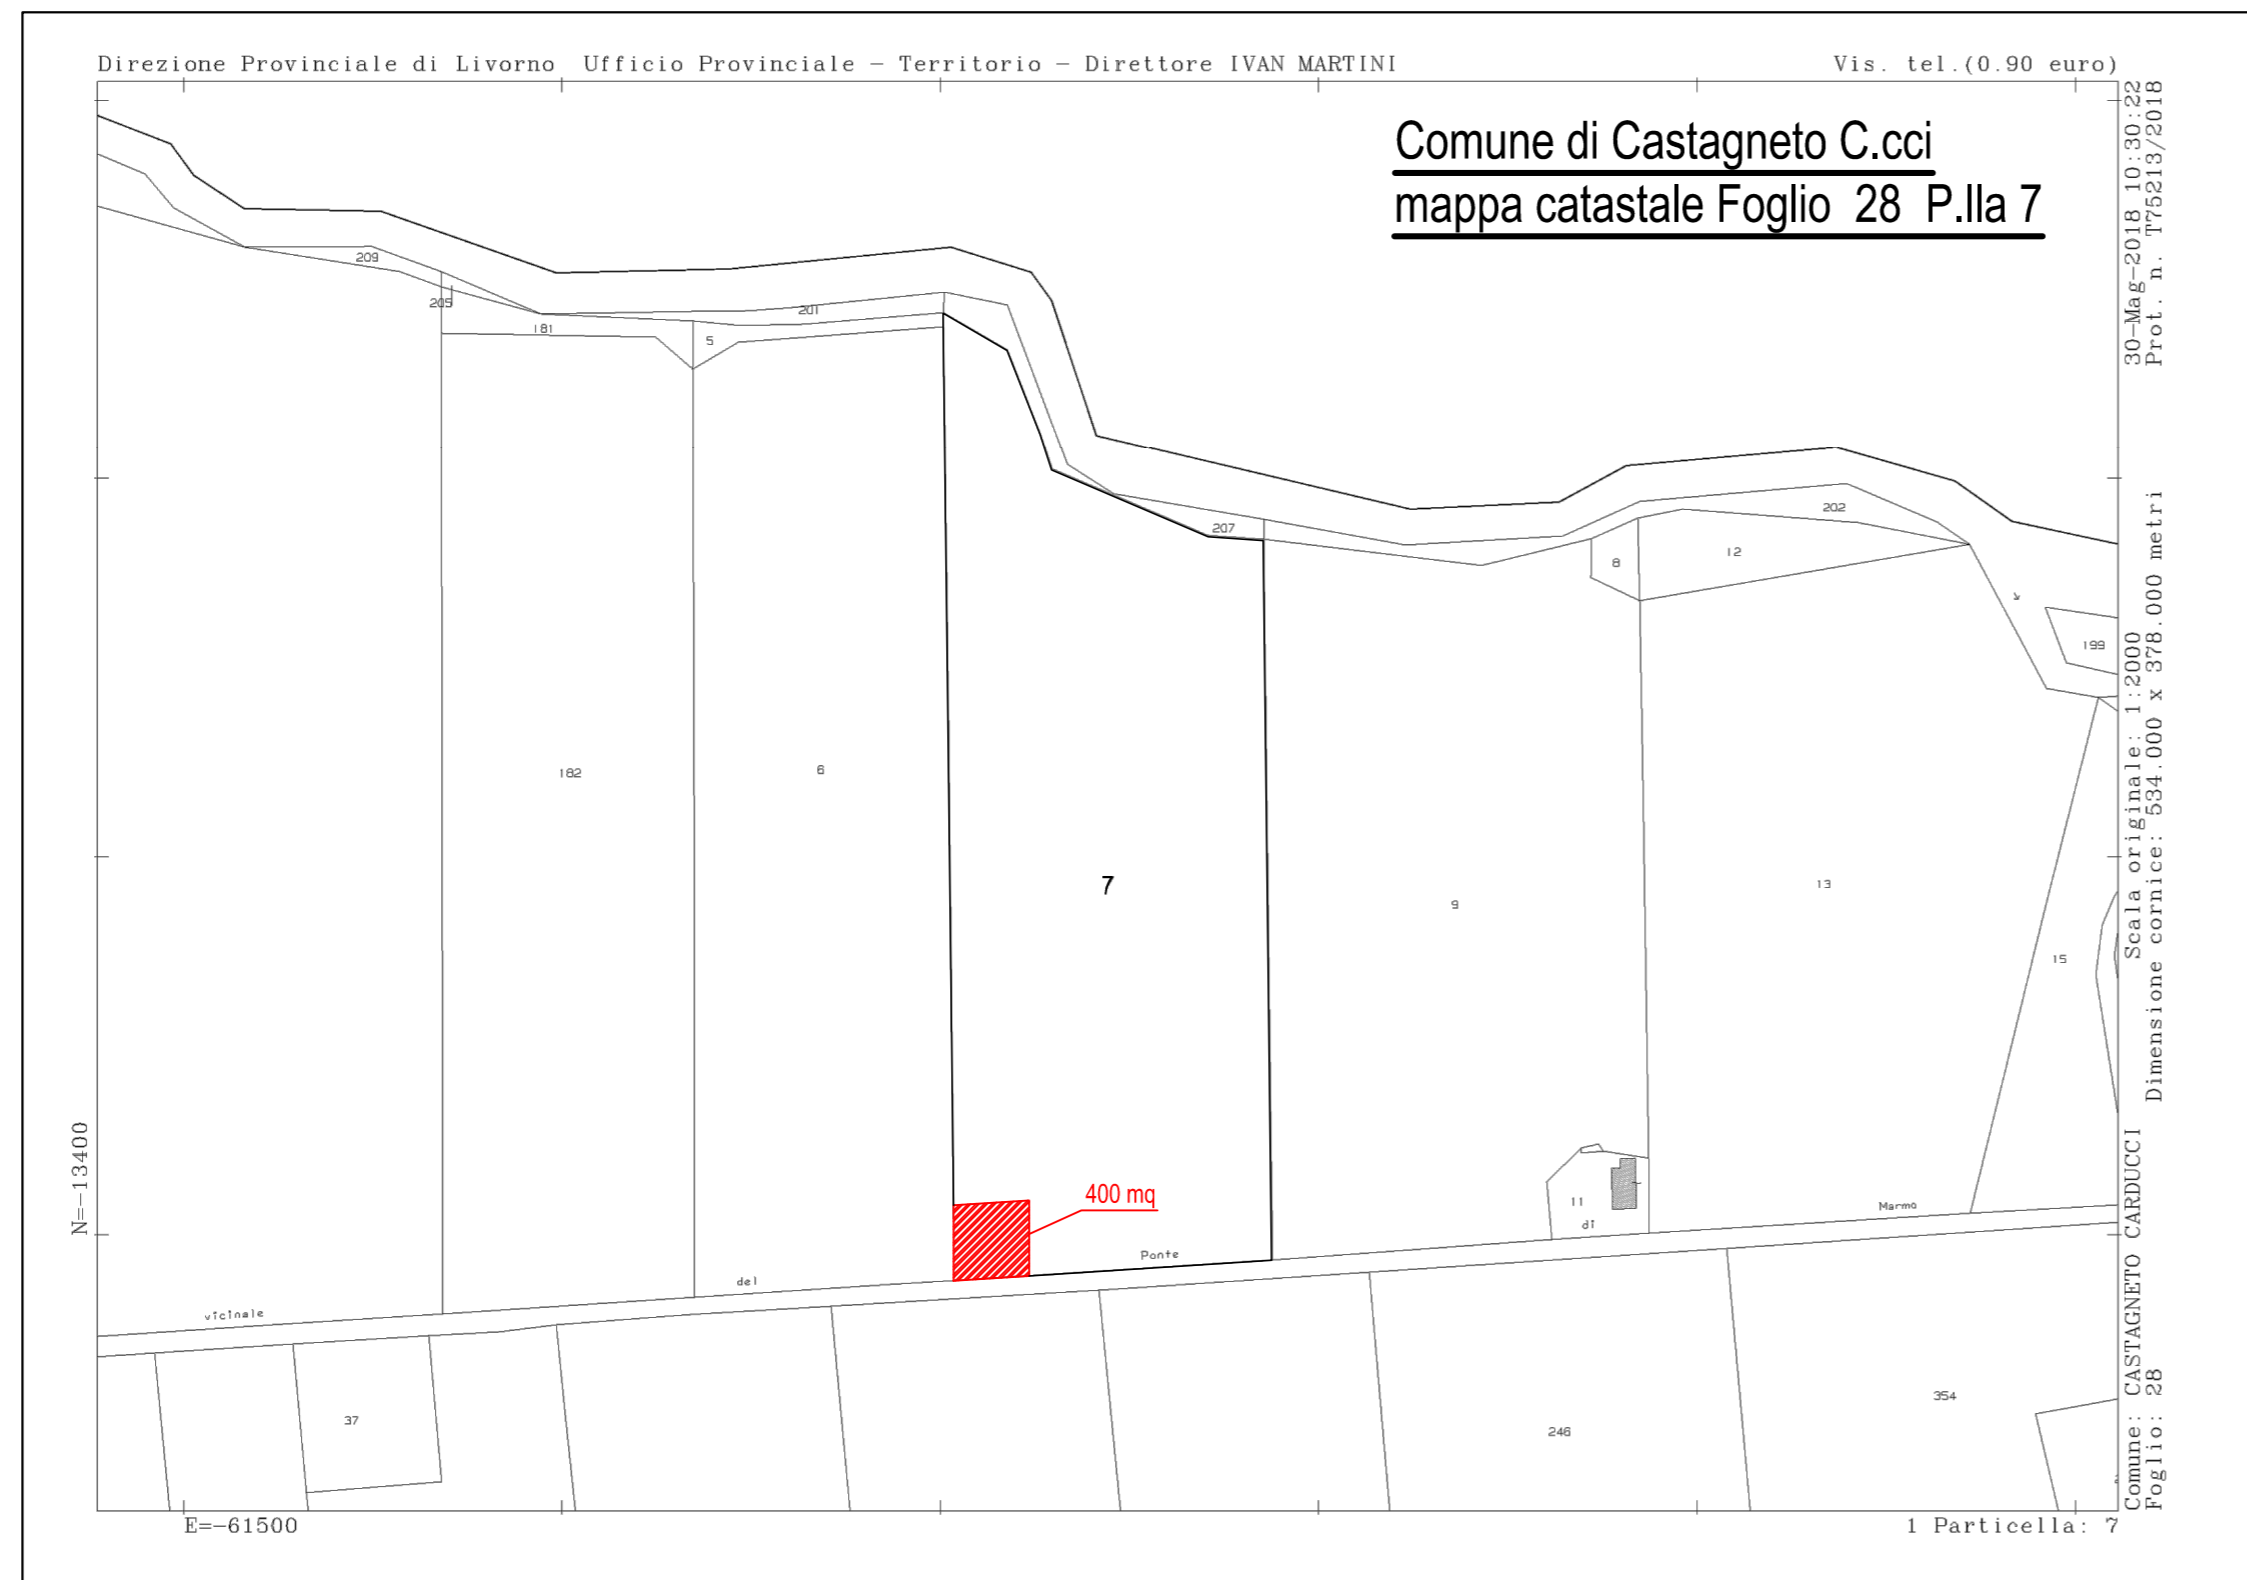 Direzione Provinciale di Livorno Ufficio Provinciale - Territorio - Direttore IVAN MARTINI
Vis. tel.(0.90 euro)
Comune di Castagneto C.cci
mappa catastale Foglio 28 P.lla 7
30-Mag-2018 10:30:22
Prot. n. T75213/2018
Scala originale: 1:2000
Dimensione cornice: 534.000 x 378.000 metri
Comune: CASTAGNETO CARDUCCI
Foglio: 28
209
205
181
201
5
207
202
12
8
199
182
6
7
9
13
15
N=-13400
400 mq
11
di
Marmo
Ponte
del
vicinale
37
246
354
E=-61500
1 Particella: 7